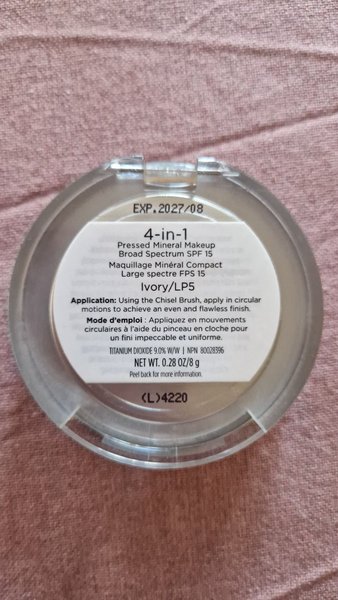 EXP.2027/08
4-in-1
Pressed Mineral Makeup
Broad Spectrum SPF 15
Maquillage Minéral Compact
Large spectre FPS 15
Ivory/LP5
Application: Using the Chisel Brush, apply in circular
motions to achieve an even and flawless finish.
Mode d'emploi : Appliquez en mouvements
circulaires à l'aide du pinceau en cloche pour
un fini impeccable et uniforme.
TITANIUM DIOXIDE 9.0% W/W | NPN 80028396
NET WT. 0.28 OZ/8 g
Peel back for more information.
(L)4220